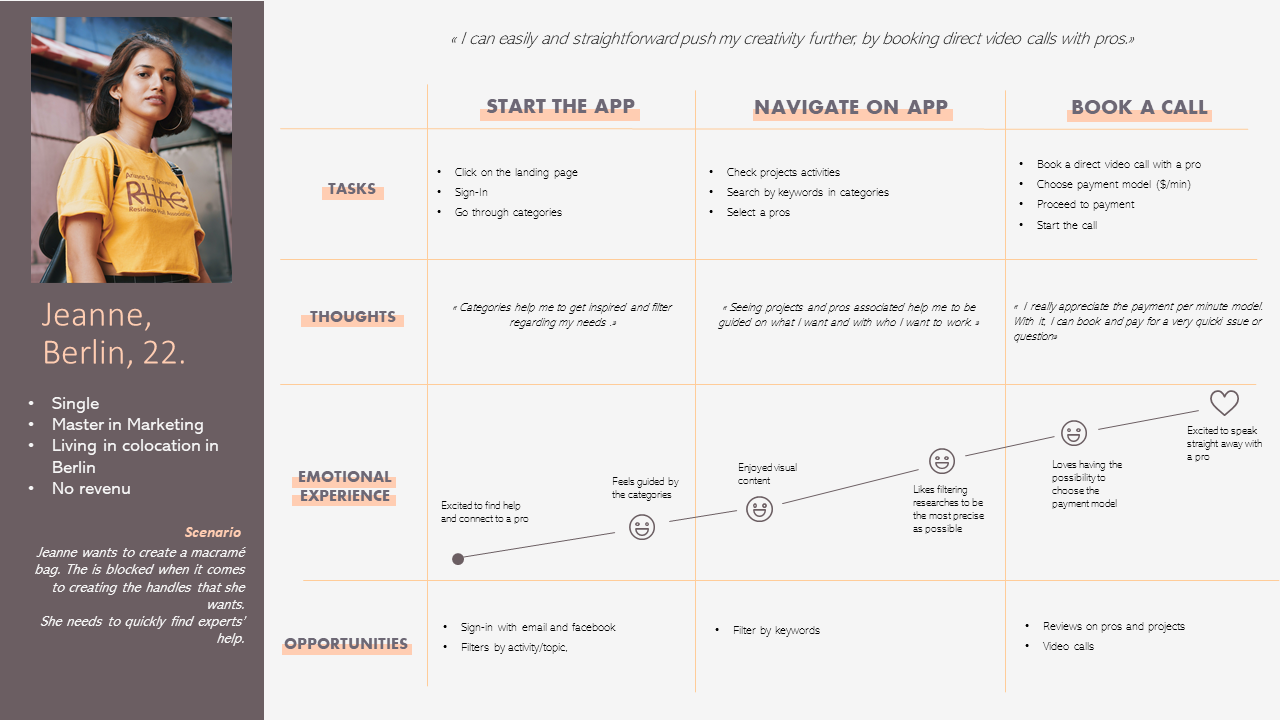 « I can easily and straightforward push my creativity further, by booking direct video calls with pros.»
Arizona State University
RHAC
Residence Hall Association
Jeanne,
Berlin, 22.
• Single
• Master in Marketing
• Living in colocation in
Berlin
• No revenu
Scenario
Jeanne wants to create a macramé
bag. The is blocked when it comes
to creating the handles that she
wants.
She needs to quickly find experts'
help.
START THE APP
NAVIGATE ON APP
BOOK A CALL
TASKS
• Click on the landing page
• Sign-In
• Go through categories
• Check projects activities
• Search by keywords in categories
• Select a pros
• Book a direct video call with a pro
• Choose payment model ($/min)
• Proceed to payment
• Start the call
THOUGHTS
« Categories help me to get inspired and filter
regarding my needs .»
« Seeing projects and pros associated help me to be
guided on what I want and with who I want to work. »
« I really appreciate the payment per minute model.
With it, I can book and pay for a very quickl ssue or
question»
EMOTIONAL
EXPERIENCE
Excited to find help
and connect to a pro
Feels guided by
the categories
Enjoyed visual
content
Likes filtering
researches to be
the most precise
as possible
Loves having the
possibility to
choose the
payment model
Excited to speak
straight away with
a pro
OPPORTUNITIES
• Sign-in with email and facebook
• Filters by activity/topic,
• Filter by keywords
• Reviews on pros and projects
• Video calls